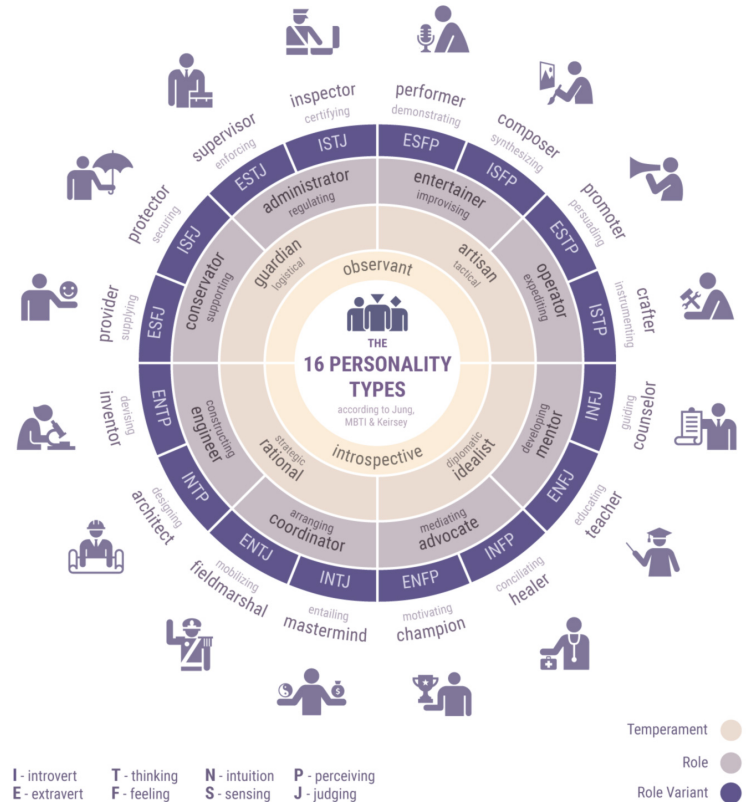 inspector
certifying
performer
demonstrating
supervisor
enforcing
composer
synthesizing
protector
securing
promoter
persuading
provider
supplying
crafter
instrumenting
ESTJ
ISTJ
ESFP
ISFP
ISFJ
ESTP
ESFJ
ISTP
administrator
regulating
entertainer
improvising
conservator
supporting
operator
expediting
guardian
logistical
artisan
tactical
observant
THE
16 PERSONALITY
TYPES
according to Jung,
MBTI & Keirsey
introspective
strategic
rational
diplomatic
idealist
constructing
engineer
developing
mentor
arranging
coordinator
mediating
advocate
ENTP
INFJ
INTP
ENFJ
ENTJ
INTJ
ENFP
INFP
devising
inventor
guiding
counselor
designing
architect
educating
teacher
mobilizing
fieldmarshal
entailing
mastermind
motivating
champion
conciliating
healer
Temperament
Role
Role Variant
I - introvert T - thinking N - intuition P - perceiving
E - extravert F - feeling S - sensing J - judging